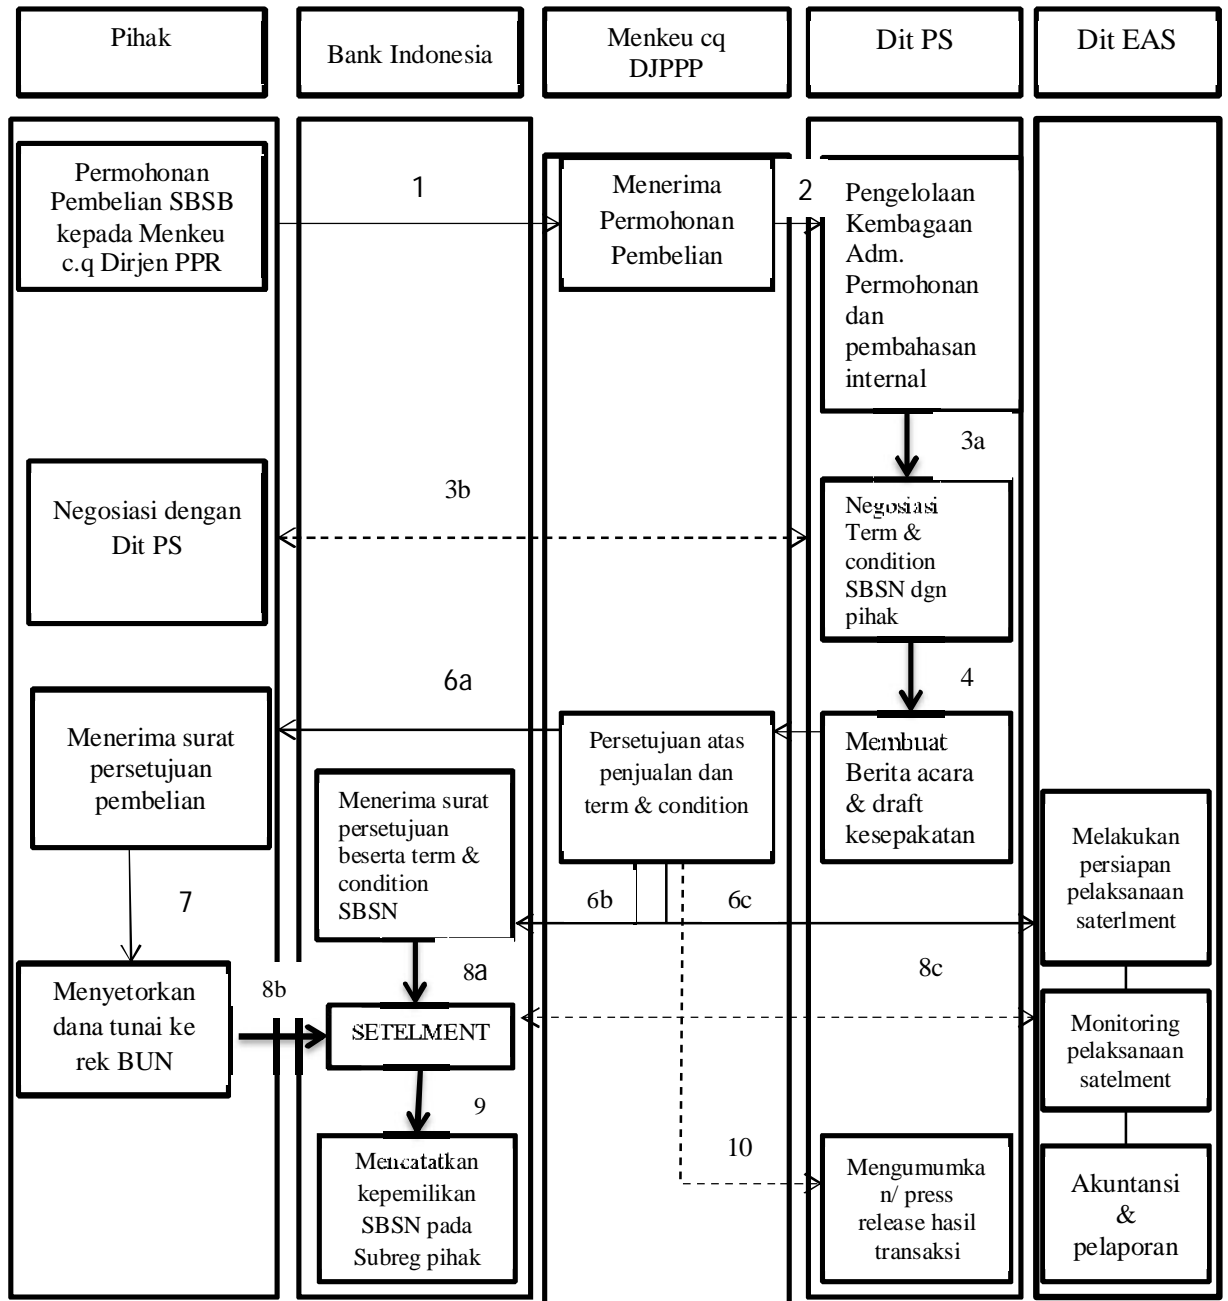 Pihak
Bank Indonesia
Menkeu cq
DJPPP
Dit PS
Dit EAS
Permohonan
Pembelian SBSB
kepada Menkeu
c.q Dirjen PPR
1
Menerima
Permohonan
Pembelian
2
Pengelolaan
Kembagaan
Adm.
Permohonan
dan
pembahasan
internal
3a
Negosiasi dengan
Dit PS
3b
Negosiasi
Term &
condition
SBSN dgn
pihak
4
6a
Menerima surat
persetujuan
pembelian
Menerima surat
persetujuan
beserta term &
condition
SBSN
Persetujuan atas
penjualan dan
term & condition
Membuat
Berita acara
& draft
kesepakatan
Melakukan
persiapan
pelaksanaan
saterlment
7
6b
6c
8a
8c
Menyetorkan
dana tunai ke
rek BUN
8b
SETELMENT
Monitoring
pelaksanaan
satelment
9
Mencatatkan
kepemilikan
SBSN pada
Subreg pihak
10
Mengumumka
n/ press
release hasil
transaksi
Akuntansi
&
pelaporan